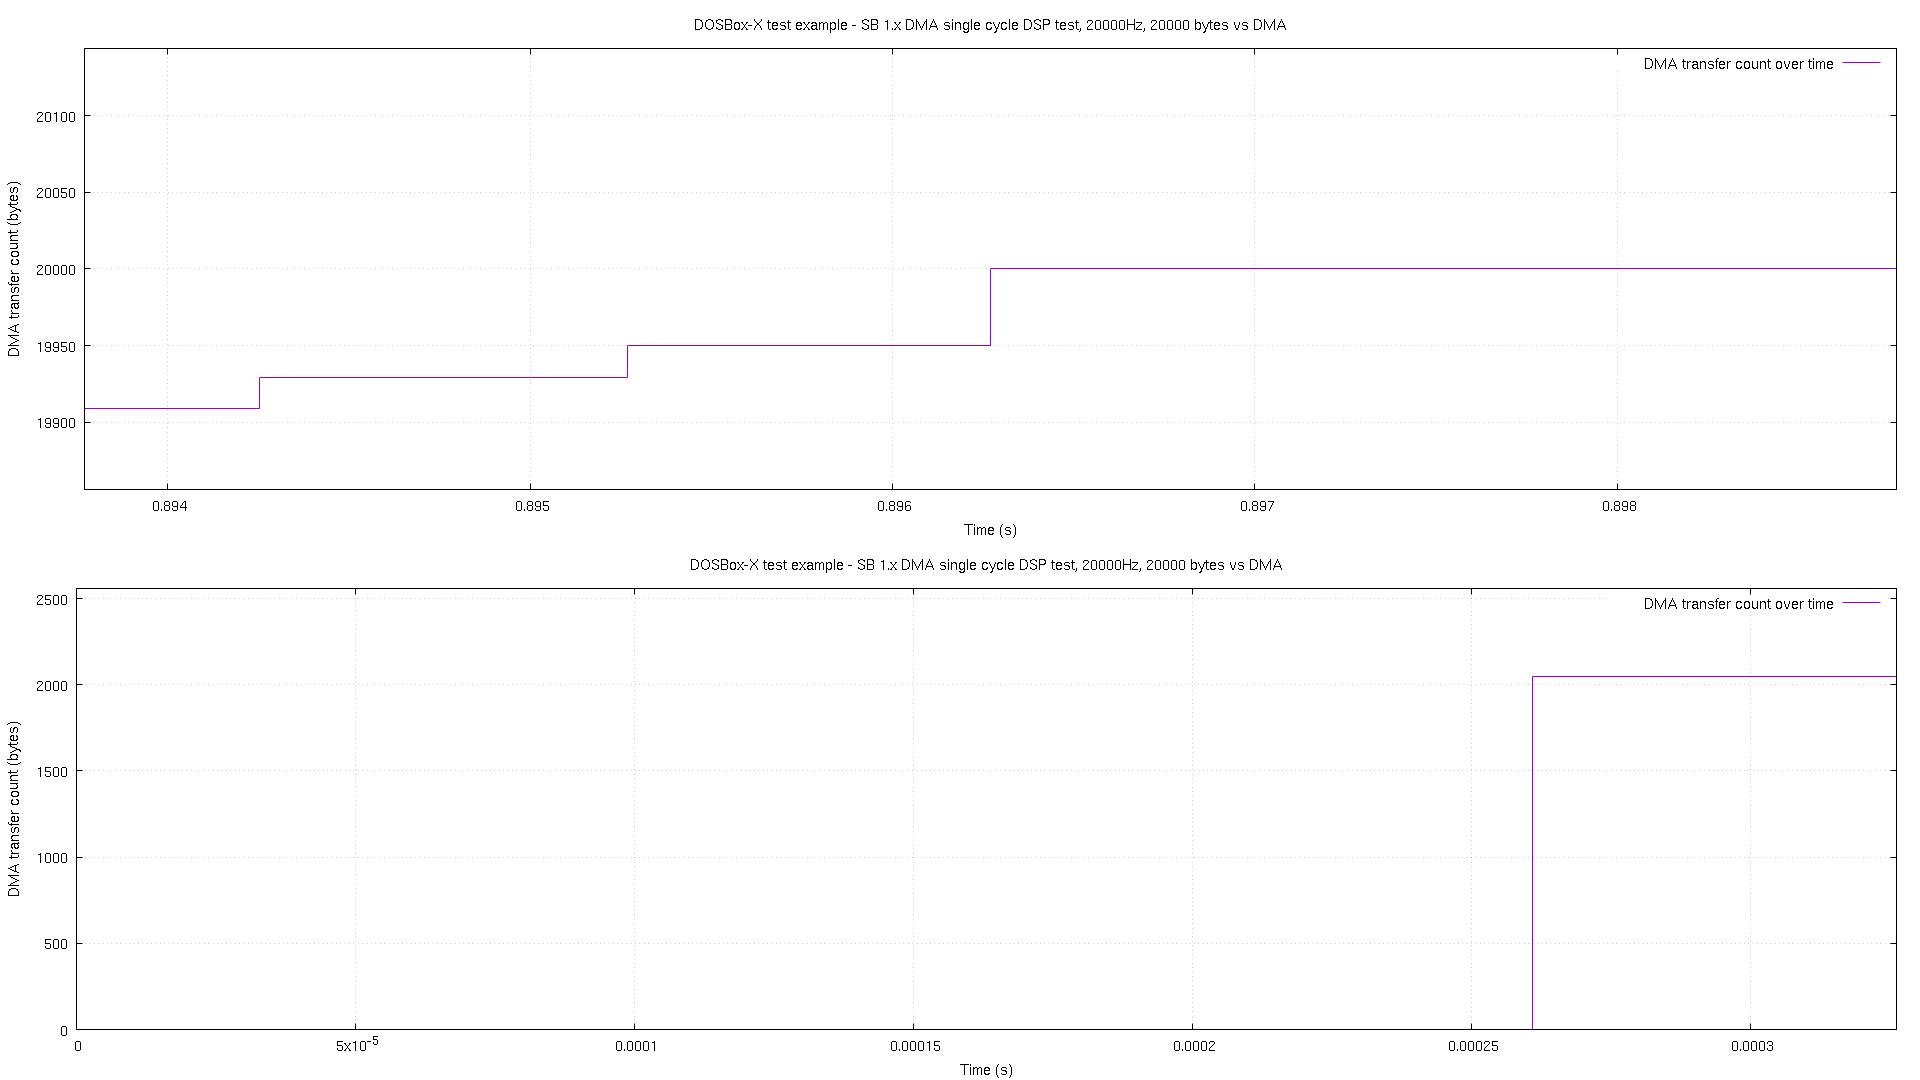 DOSBox-X test example - SB 1.x DMA single cycle DSP test, 20000Hz, 20000 bytes vs DMA
DMA transfer count over time
20100
20050
20000
19950
19900
DMA transfer count (bytes)
0.894 0.895 0.896 0.897 0.898
Time (s)
DOSBox-X test example - SB 1.x DMA single cycle DSP test, 20000Hz, 20000 bytes vs DMA
DMA transfer count over time
2500
2000
1500
1000
500
0
DMA transfer count (bytes)
0 5x10-5 0.0001 0.00015 0.0002 0.00025 0.0003
Time (s)